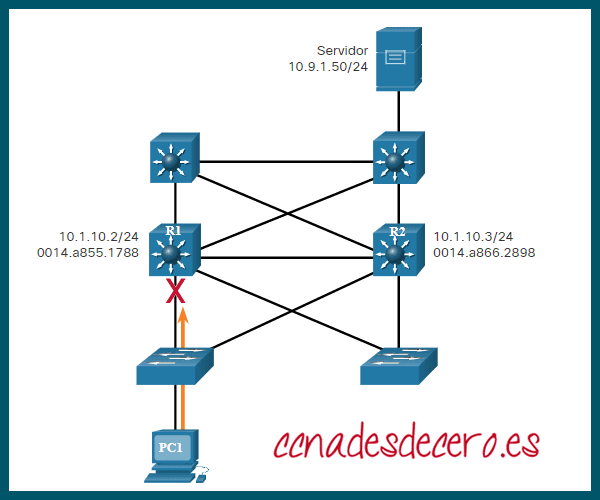 Servidor
10.9.1.50/24
R1
R2
10.1.10.2/24
0014.a855.1788
10.1.10.3/24
0014.a866.2898
X
PC1
ccnadesdecero.es